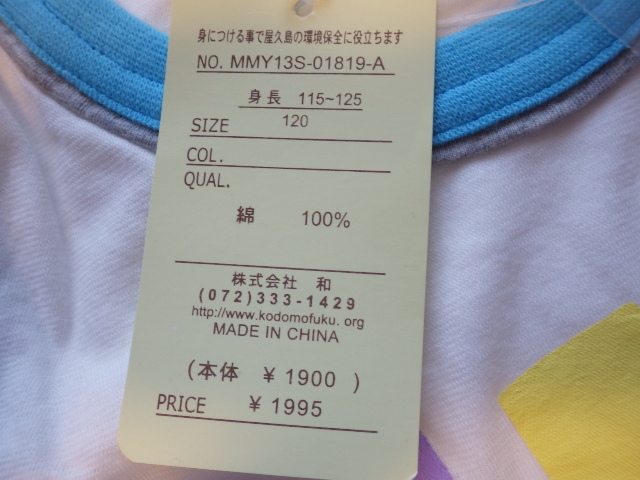 身につける事で屋久島の環境保全に役立ちます
NO. MMY13S-01819-A
身長 115~125
SIZE 120
COL.
QUAL.
綿 100%
株式会社 和
(072)333-1429
http://www.kodomofuku.org
MADE IN CHINA
(本体 ¥1900 )
PRICE ¥1995